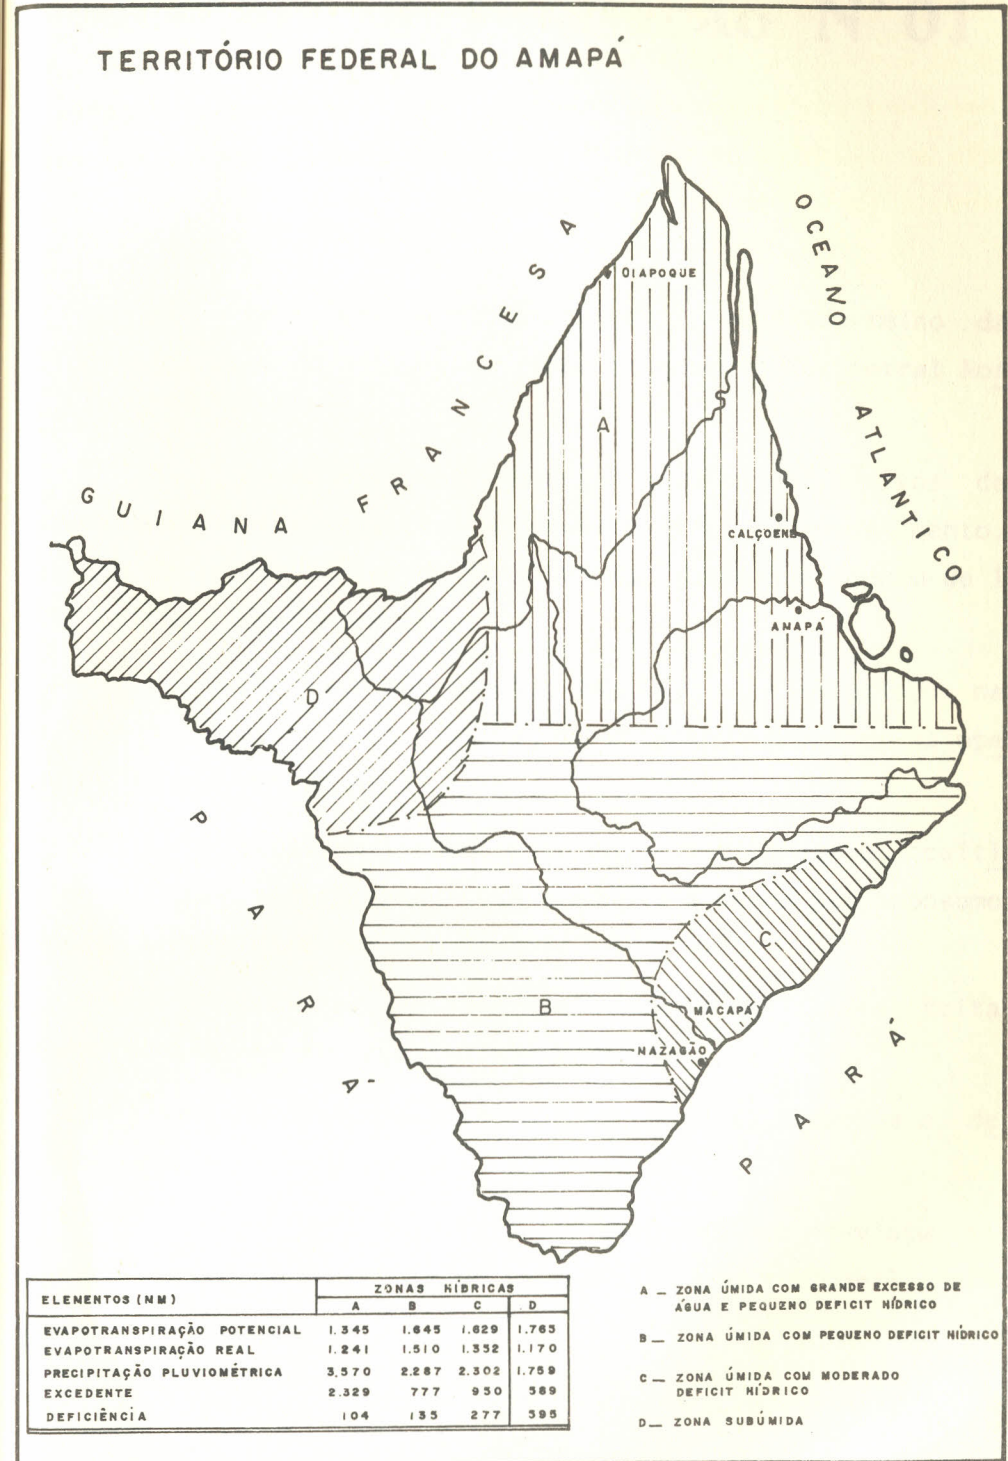 TERRITÓRIO FEDERAL DO AMAPÁ
OCEANO ATLANTICO
GUIANA FRANCESA
OIAPOQUE
A
CALÇOENE
AMAPÁ
D
PARÁ
C
B
MACAPÁ
MAZAGÃO
PARÁ
ELEMENTOS (MM) ZONAS HÍDRICAS
A B C D
EVAPOTRANSPIRAÇÃO POTENCIAL 1.345 1.645 1.629 1.765
EVAPOTRANSPIRAÇÃO REAL 1.241 1.510 1.352 1.170
PRECIPITAÇÃO PLUVIOMÉTRICA 3.570 2.287 2.302 1.759
EXCEDENTE 2.329 777 950 589
DEFICIÊNCIA 104 135 277 595
A _ ZONA ÚMIDA COM GRANDE EXCESSO DE
ÁGUA E PEQUENO DEFICIT HÍDRICO
B _ ZONA ÚMIDA COM PEQUENO DEFICIT HÍDRICO
C _ ZONA ÚMIDA COM MODERADO
DEFICIT HÍDRICO
D _ ZONA SUBÚMIDA